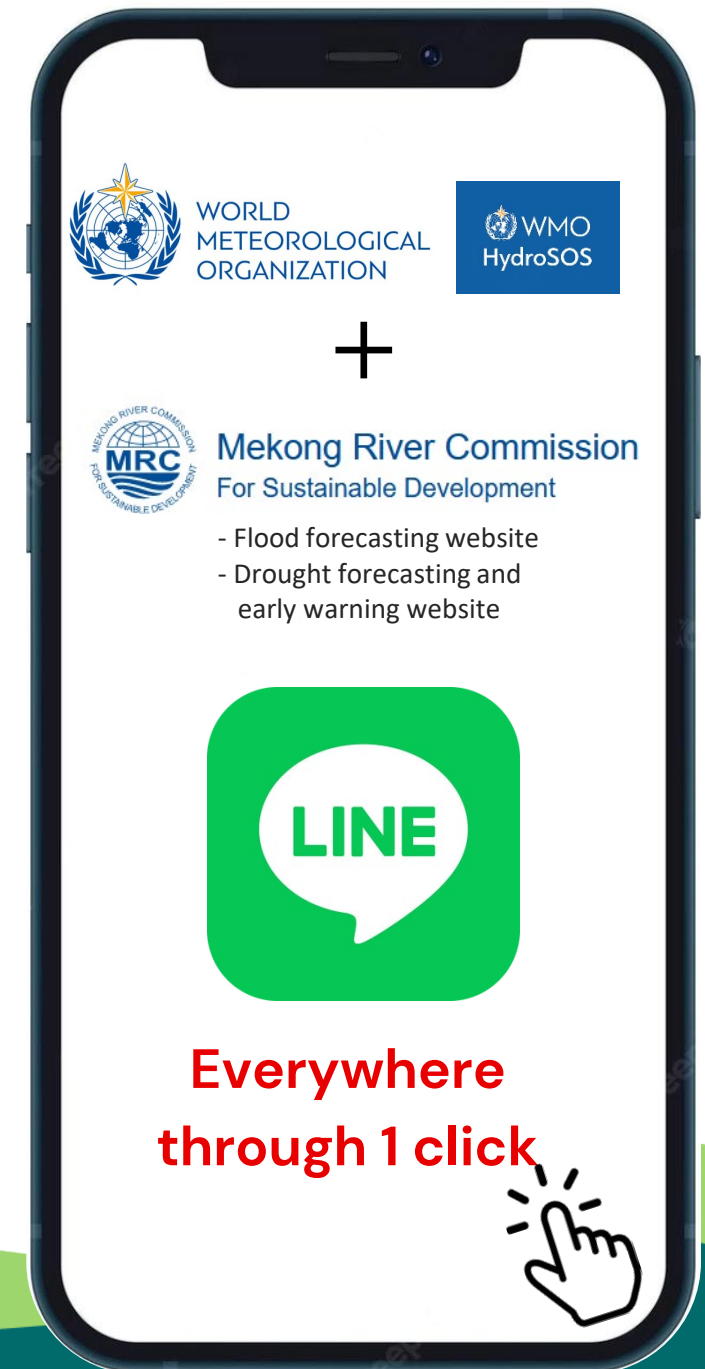 WORLD
METEOROLOGICAL
ORGANIZATION
WMO
HydroSOS
+
MEKONG RIVER COMMISSION
FOR SUSTAINABLE DEVELOPMENT
MRC
Mekong River Commission
For Sustainable Development
- Flood forecasting website
- Drought forecasting and
early warning website
LINE
Everywhere
through 1 click